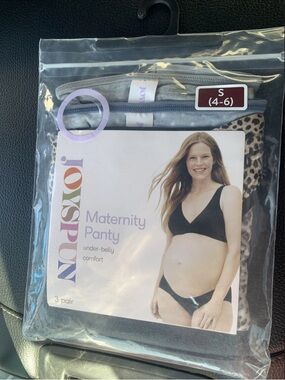 S
(4-6)
JOYSPUN
Maternity
Panty
under-belly
comfort
3 pair